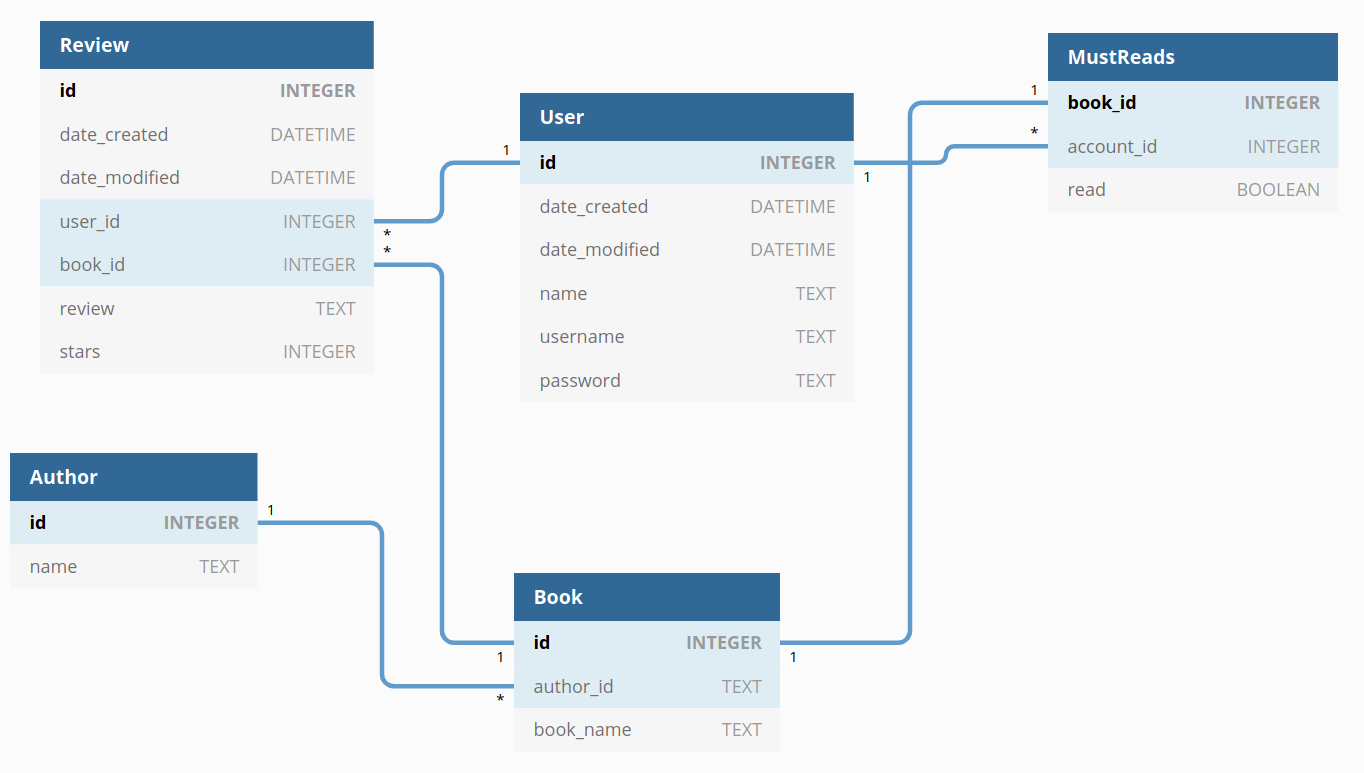 Review
id INTEGER
date_created DATETIME
date_modified DATETIME
user_id INTEGER
book_id INTEGER
review TEXT
stars INTEGER
1
*
*
User
id INTEGER
date_created DATETIME
date_modified DATETIME
name TEXT
username TEXT
password TEXT
1
1
*
MustReads
book_id INTEGER
account_id INTEGER
read BOOLEAN
Author
id INTEGER
name TEXT
1
Book
id INTEGER
author_id TEXT
book_name TEXT
1
*
1